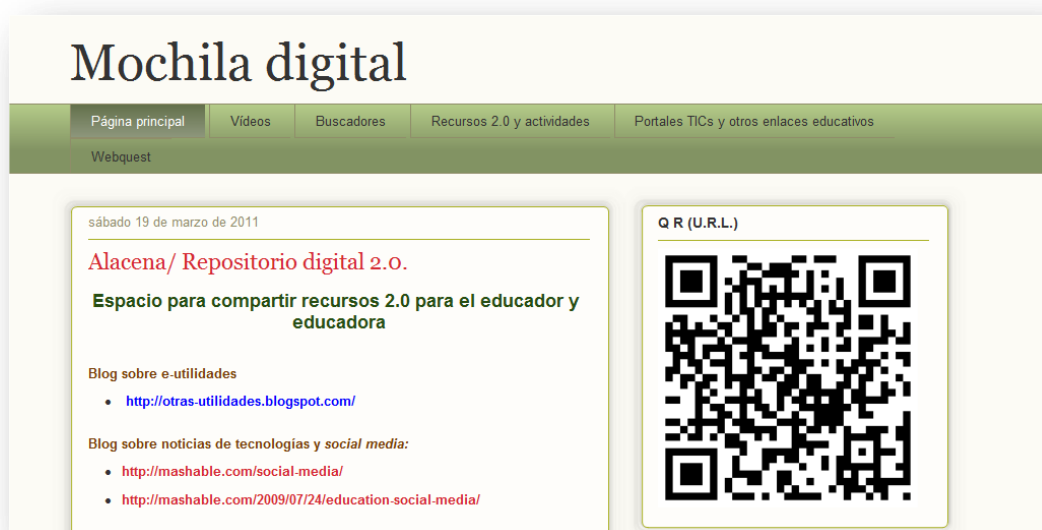 Mochila digital
Página principal
Vídeos
Buscadores
Recursos 2.0 y actividades
Portales TICs y otros enlaces educativos
Webquest
sábado 19 de marzo de 2011
Alacena/ Repositorio digital 2.0.
Espacio para compartir recursos 2.0 para el educador y
educadora
Blog sobre e-utilidades
http://otras-utilidades.blogspot.com/
Blog sobre noticias de tecnologías y social media:
http://mashable.com/social-media/
http://mashable.com/2009/07/24/education-social-media/
Q R (U.R.L.)